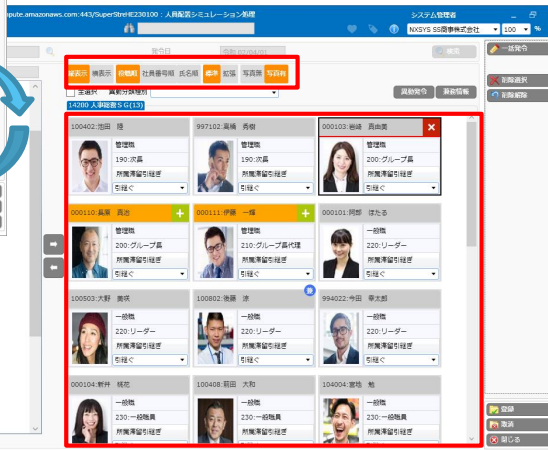 pute.amazonaws.com:443/SuperStreHE230100 : 人員配置シミュレーション処理
システム管理者
NXSYS SS商事株式会社 100 %
発令日 令和 02/04/01 検索
一括発令
縦表示 横表示 役職順 社員番号順 氏名順 標準 拡張 写真無 写真有
全選択 異動分類種別 異動発令 兼務情報
削除選択
削除解除
14200 人事総務SG(13)
100402:池田 穏 997102:高橋 秀樹 000103:岩崎 真由美
管理職 管理職 管理職
190:次長 190:次長 200:グループ長
所属滞留引継ぎ 所属滞留引継ぎ 所属滞留引継ぎ
引継ぐ 引継ぐ 引継ぐ
000110:萩原 真治 000111:伊藤 一輝 000101:阿部 ほたる
管理職 管理職 一般職
200:グループ長 210:グループ長代理 220:リーダー
所属滞留引継ぎ 所属滞留引継ぎ 所属滞留引継ぎ
引継ぐ 引継ぐ 引継ぐ
100503:大野 美咲 100802:後藤 涼 兼 994022:今田 幸太郎
一般職 一般職 一般職
220:リーダー 220:リーダー 220:リーダー
所属滞留引継ぎ 所属滞留引継ぎ 所属滞留引継ぎ
引継ぐ 引継ぐ 引継ぐ
000104:新井 桃花 100408:前田 大和 104004:宮地 勉
一般職 一般職 一般職
230:一般職員 230:一般職員 230:一般職員
所属滞留引継ぎ 所属滞留引継ぎ 所属滞留引継ぎ
登録
取消
閉じる